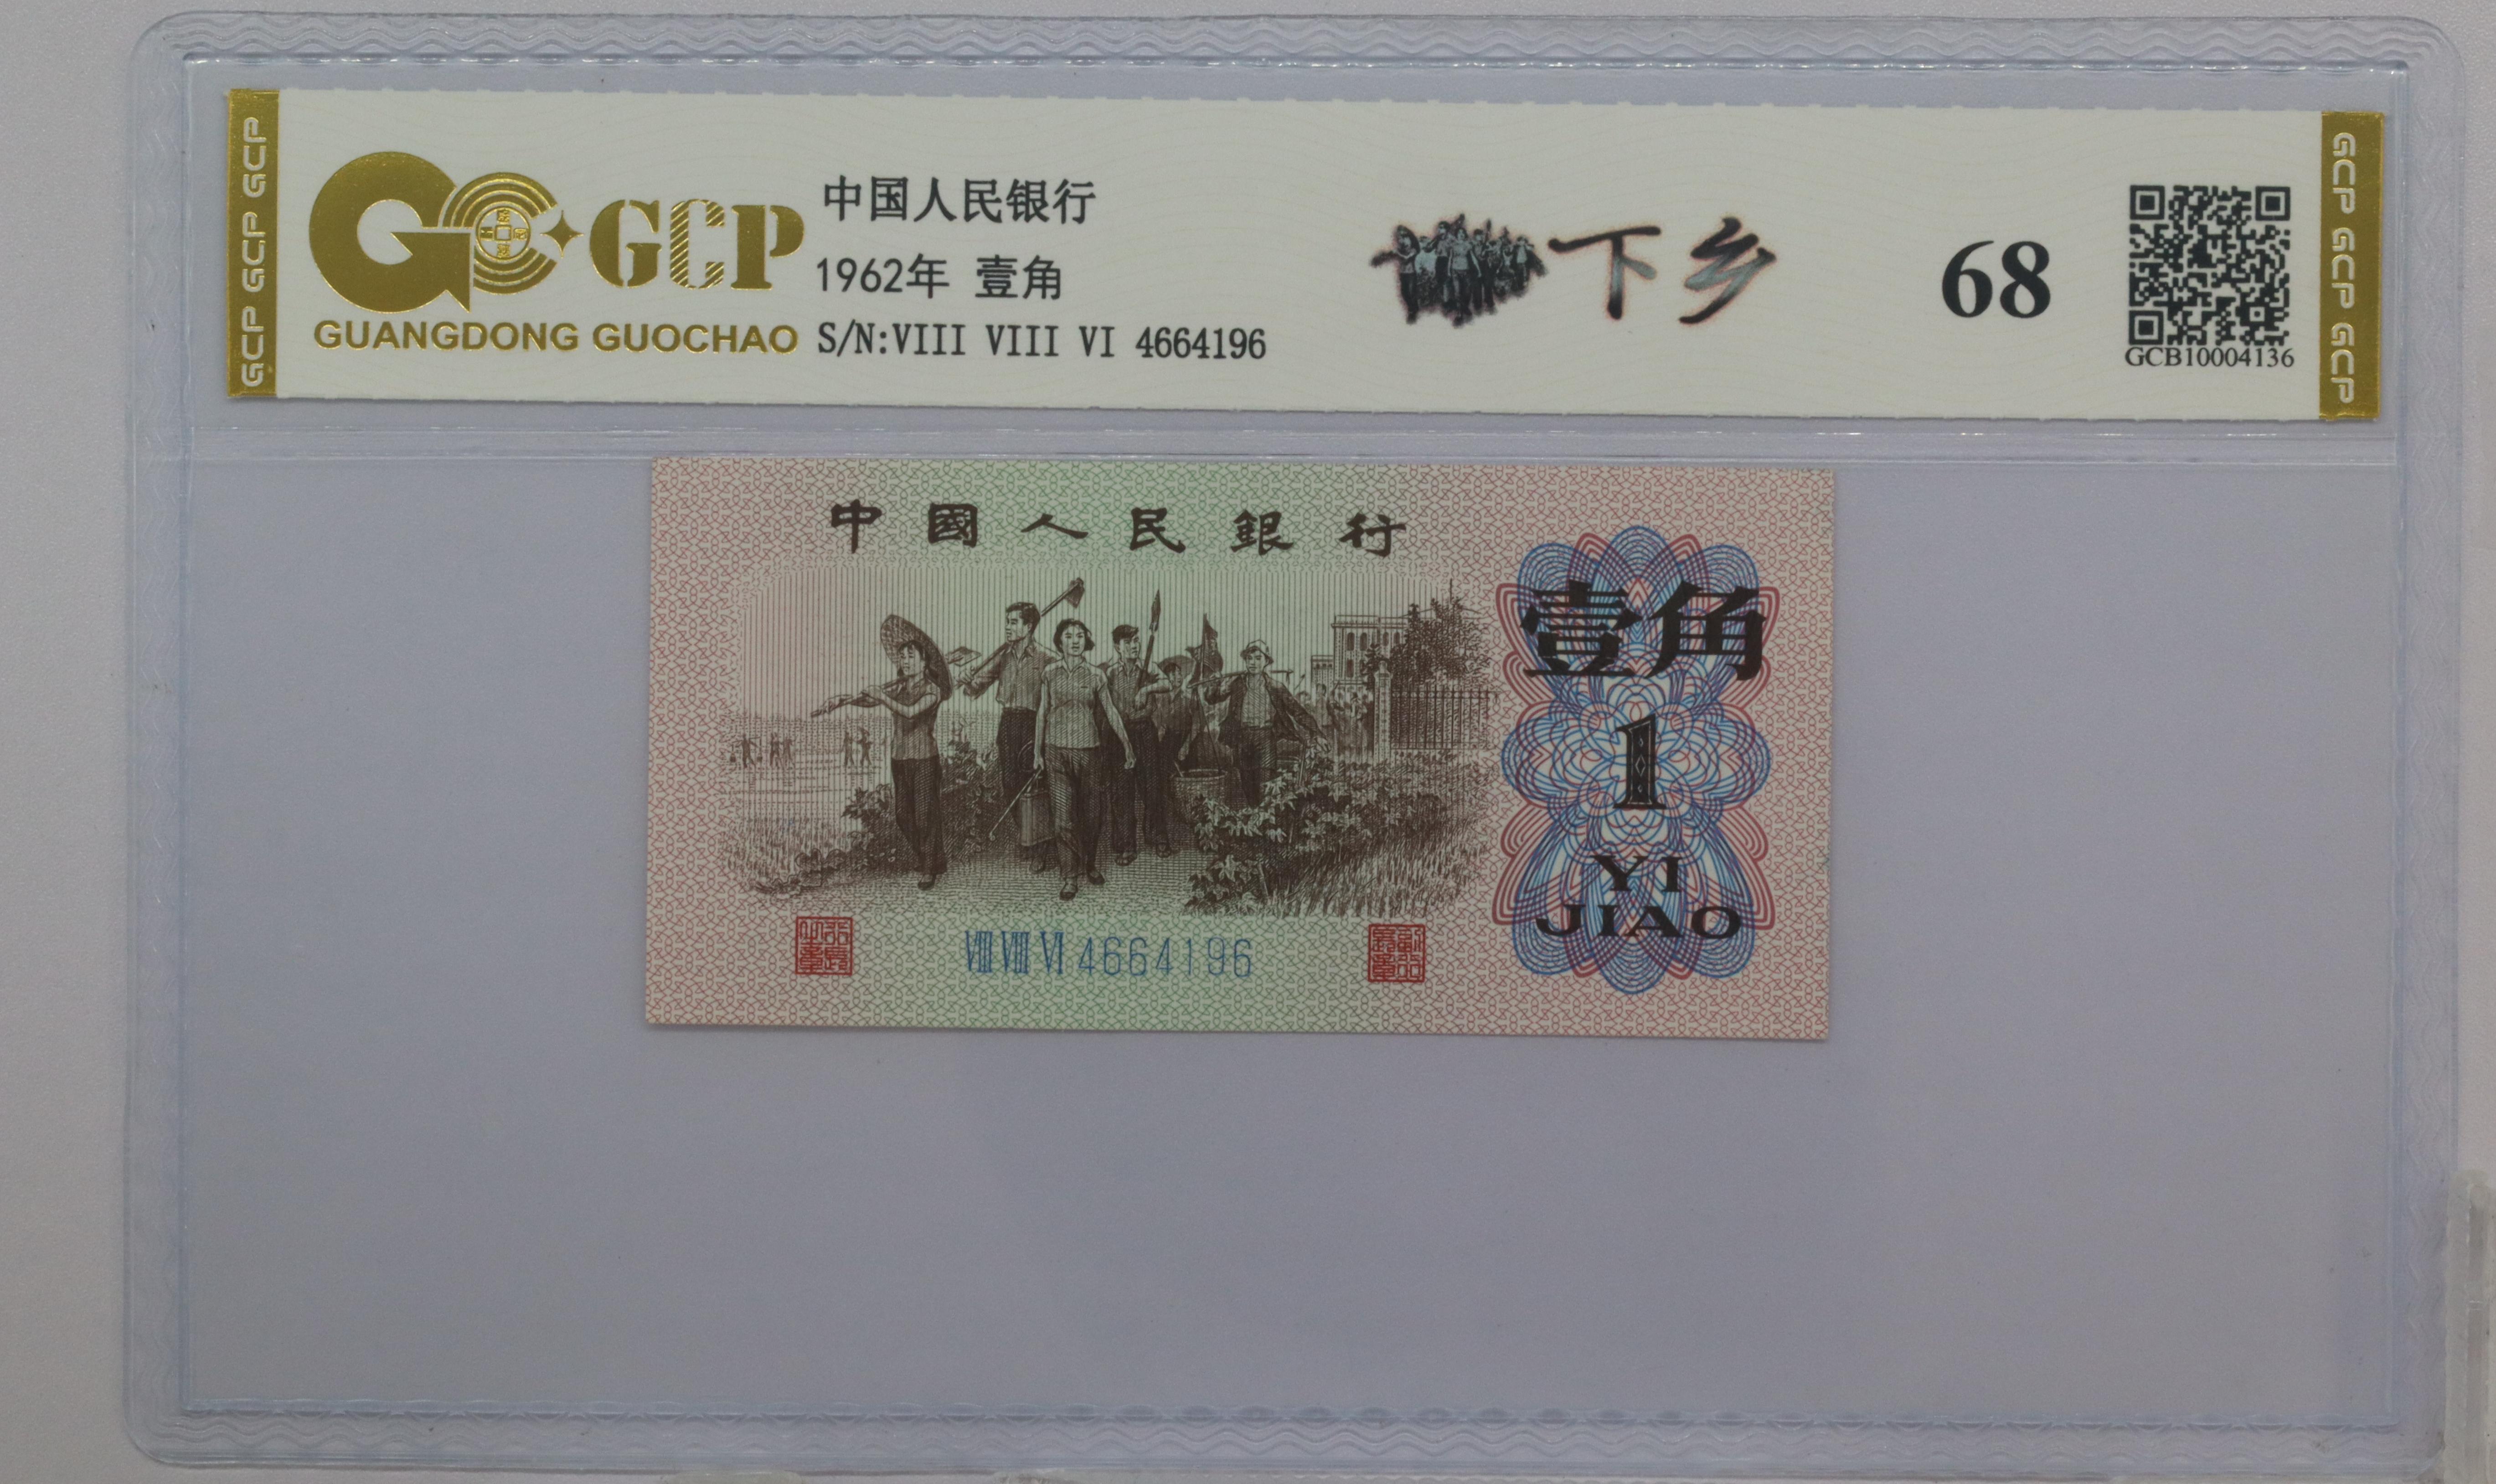 GCP GCP GCP
GCP
GUANGDONG GUOCHAO
中国人民银行
1962年 壹角
S/N:VIII VIII VI 4664196
下乡
68
GCB10004136
GCP GCP GCP
中國人民銀行
壹角
1
YI
JIAO
VIII VIII VI 4664196